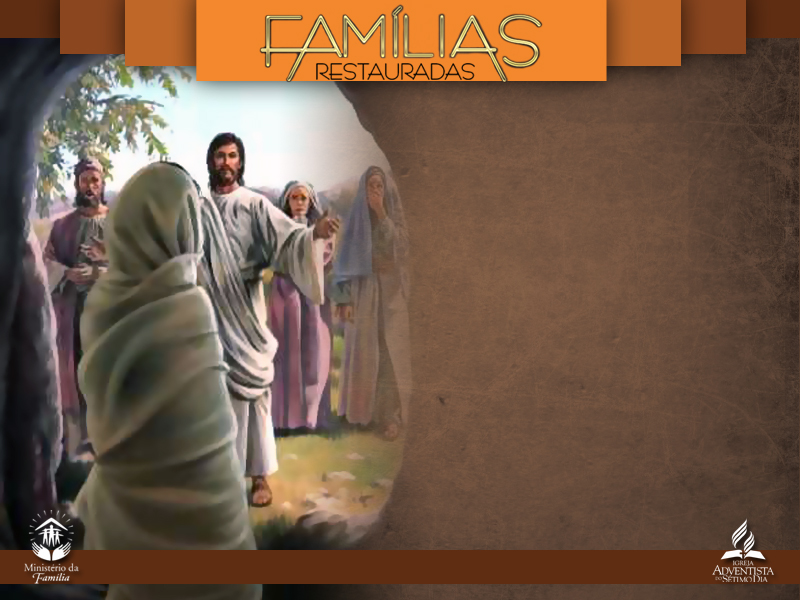 FAMÍLIAS
RESTAURADAS
Ministério da
Família
IGREJA
ADVENTISTA
DO SÉTIMO DIA